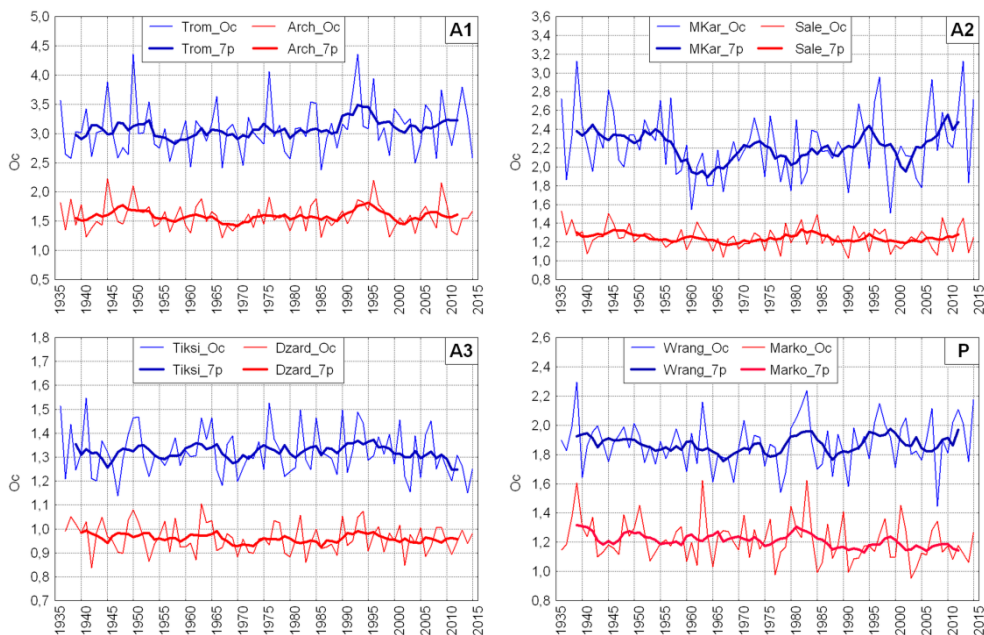 Trom_Oc Arch_Oc
Trom_7p Arch_7p
A1
5,0
4,5
4,0
3,5
3,0
2,5
2,0
1,5
1,0
0,5
Oc
1935 1940 1945 1950 1955 1960 1965 1970 1975 1980 1985 1990 1995 2000 2005 2010 2015
MKar_Oc Sale_Oc
MKar_7p Sale_7p
A2
3,6
3,4
3,2
3,0
2,8
2,6
2,4
2,2
2,0
1,8
1,6
1,4
1,2
1,0
0,8
Oc
1935 1940 1945 1950 1955 1960 1965 1970 1975 1980 1985 1990 1995 2000 2005 2010 2015
Tiksi_Oc Dzard_Oc
Tiksi_7p Dzard_7p
A3
1,8
1,7
1,6
1,5
1,4
1,3
1,2
1,1
1,0
0,9
0,8
0,7
Oc
1935 1940 1945 1950 1955 1960 1965 1970 1975 1980 1985 1990 1995 2000 2005 2010 2015
Wrang_Oc Marko_Oc
Wrang_7p Marko_7p
P
2,6
2,4
2,2
2,0
1,8
1,6
1,4
1,2
1,0
0,8
Oc
1935 1940 1945 1950 1955 1960 1965 1970 1975 1980 1985 1990 1995 2000 2005 2010 2015